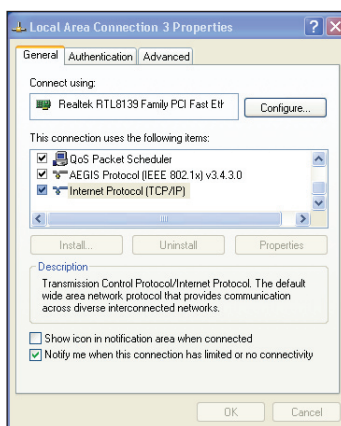 Local Area Connection 3 Properties
General Authentication Advanced
Connect using:
Realtek RTL8139 Family PCI Fast Eth
Configure...
This connection uses the following items:
QoS Packet Scheduler
AEGIS Protocol (IEEE 802.1x) v3.4.3.0
Internet Protocol (TCP/IP)
Install... Uninstall Properties
Description
Transmission Control Protocol/Internet Protocol. The default
wide area network protocol that provides communication
across diverse interconnected networks.
Show icon in notification area when connected
Notify me when this connection has limited or no connectivity
OK Cancel